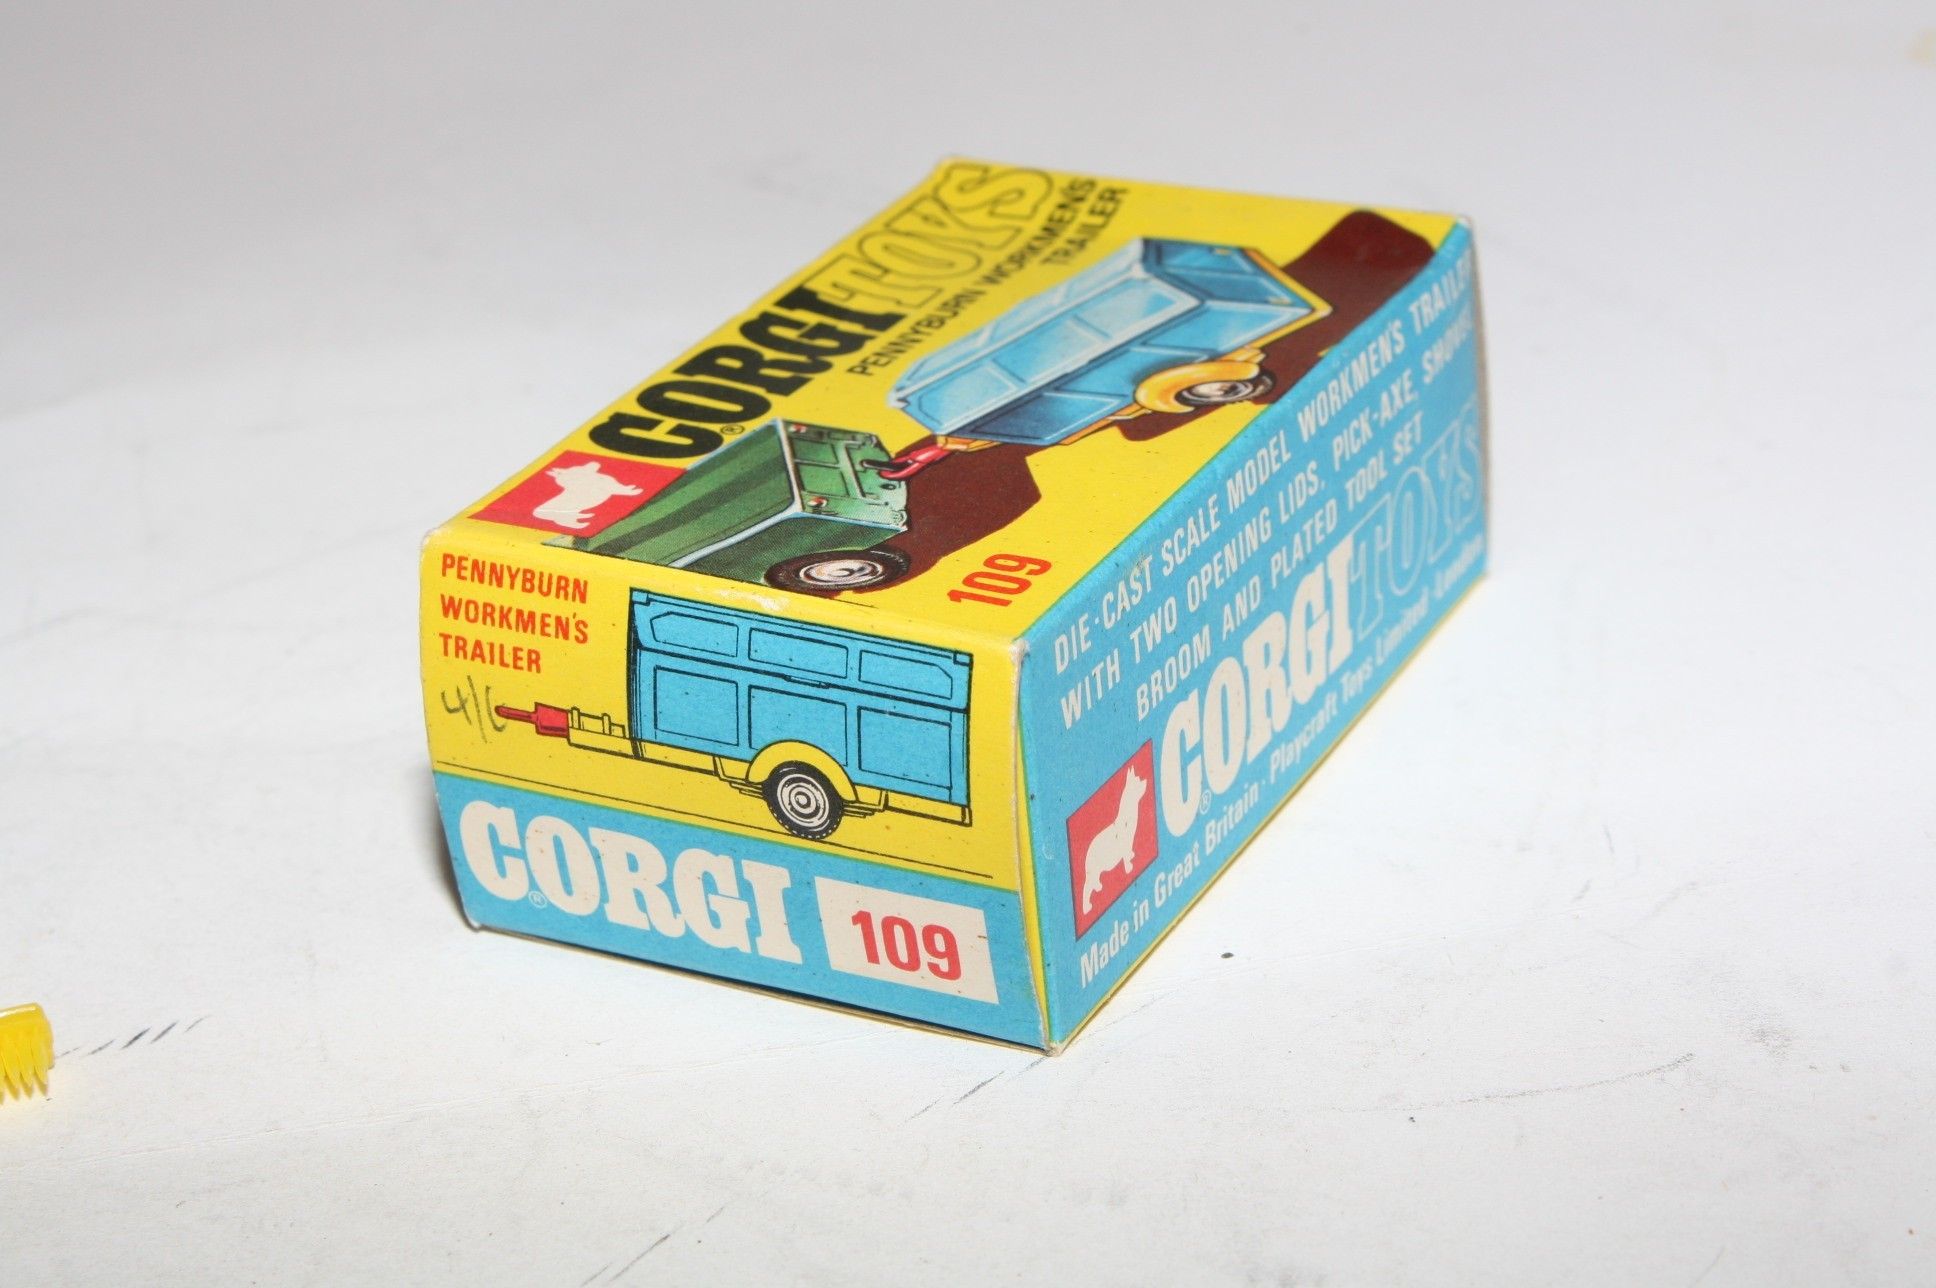 CORGI TOYS
®
PENNYBURN WORKMEN'S
TRAILER
109
PENNYBURN
WORKMEN'S
TRAILER
4/6
CORGI
®
109
DIE-CAST SCALE MODEL WORKMEN'S TRAILER
WITH TWO OPENING LIDS, PICK-AXE, SHOVEL
BROOM AND PLATED TOOL SET
CORGI TOYS
®
Made in Great Britain · Playcraft Toys Limited · London